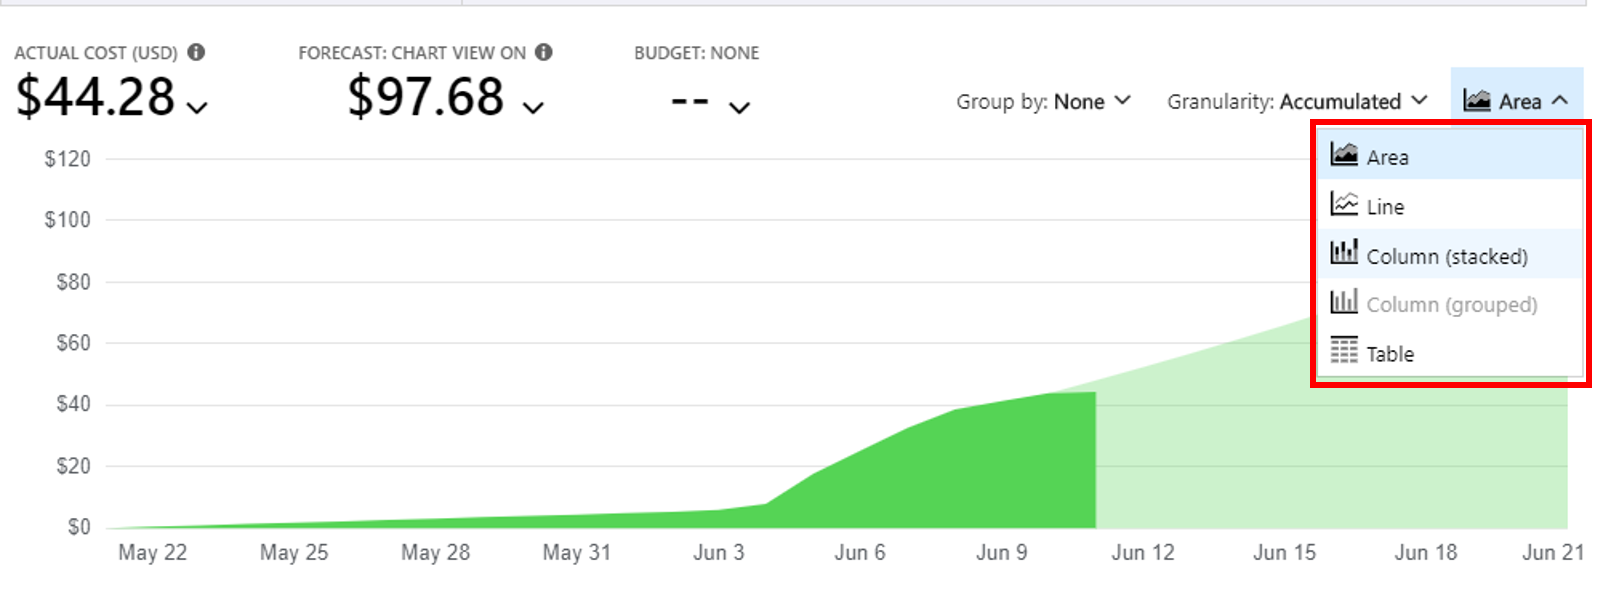 ACTUAL COST (USD)
$44.28
FORECAST: CHART VIEW ON
$97.68
BUDGET: NONE
--
Group by: None
Granularity: Accumulated
Area
Area
Line
Column (stacked)
Column (grouped)
Table
$120
$100
$80
$60
$40
$20
$0
May 22 May 25 May 28 May 31 Jun 3 Jun 6 Jun 9 Jun 12 Jun 15 Jun 18 Jun 21